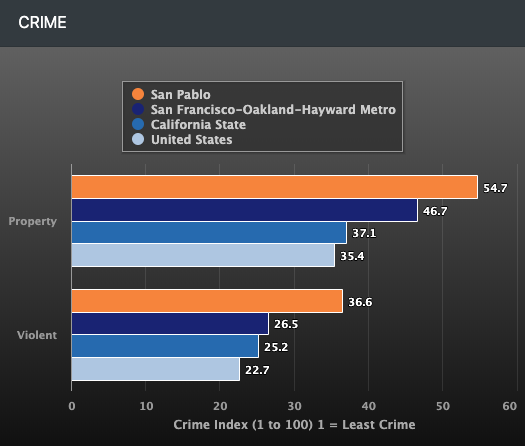 CRIME
San Pablo
San Francisco-Oakland-Hayward Metro
California State
United States
Property
54.7
46.7
37.1
35.4
Violent
36.6
26.5
25.2
22.7
0 10 20 30 40 50 60
Crime Index (1 to 100) 1 = Least Crime